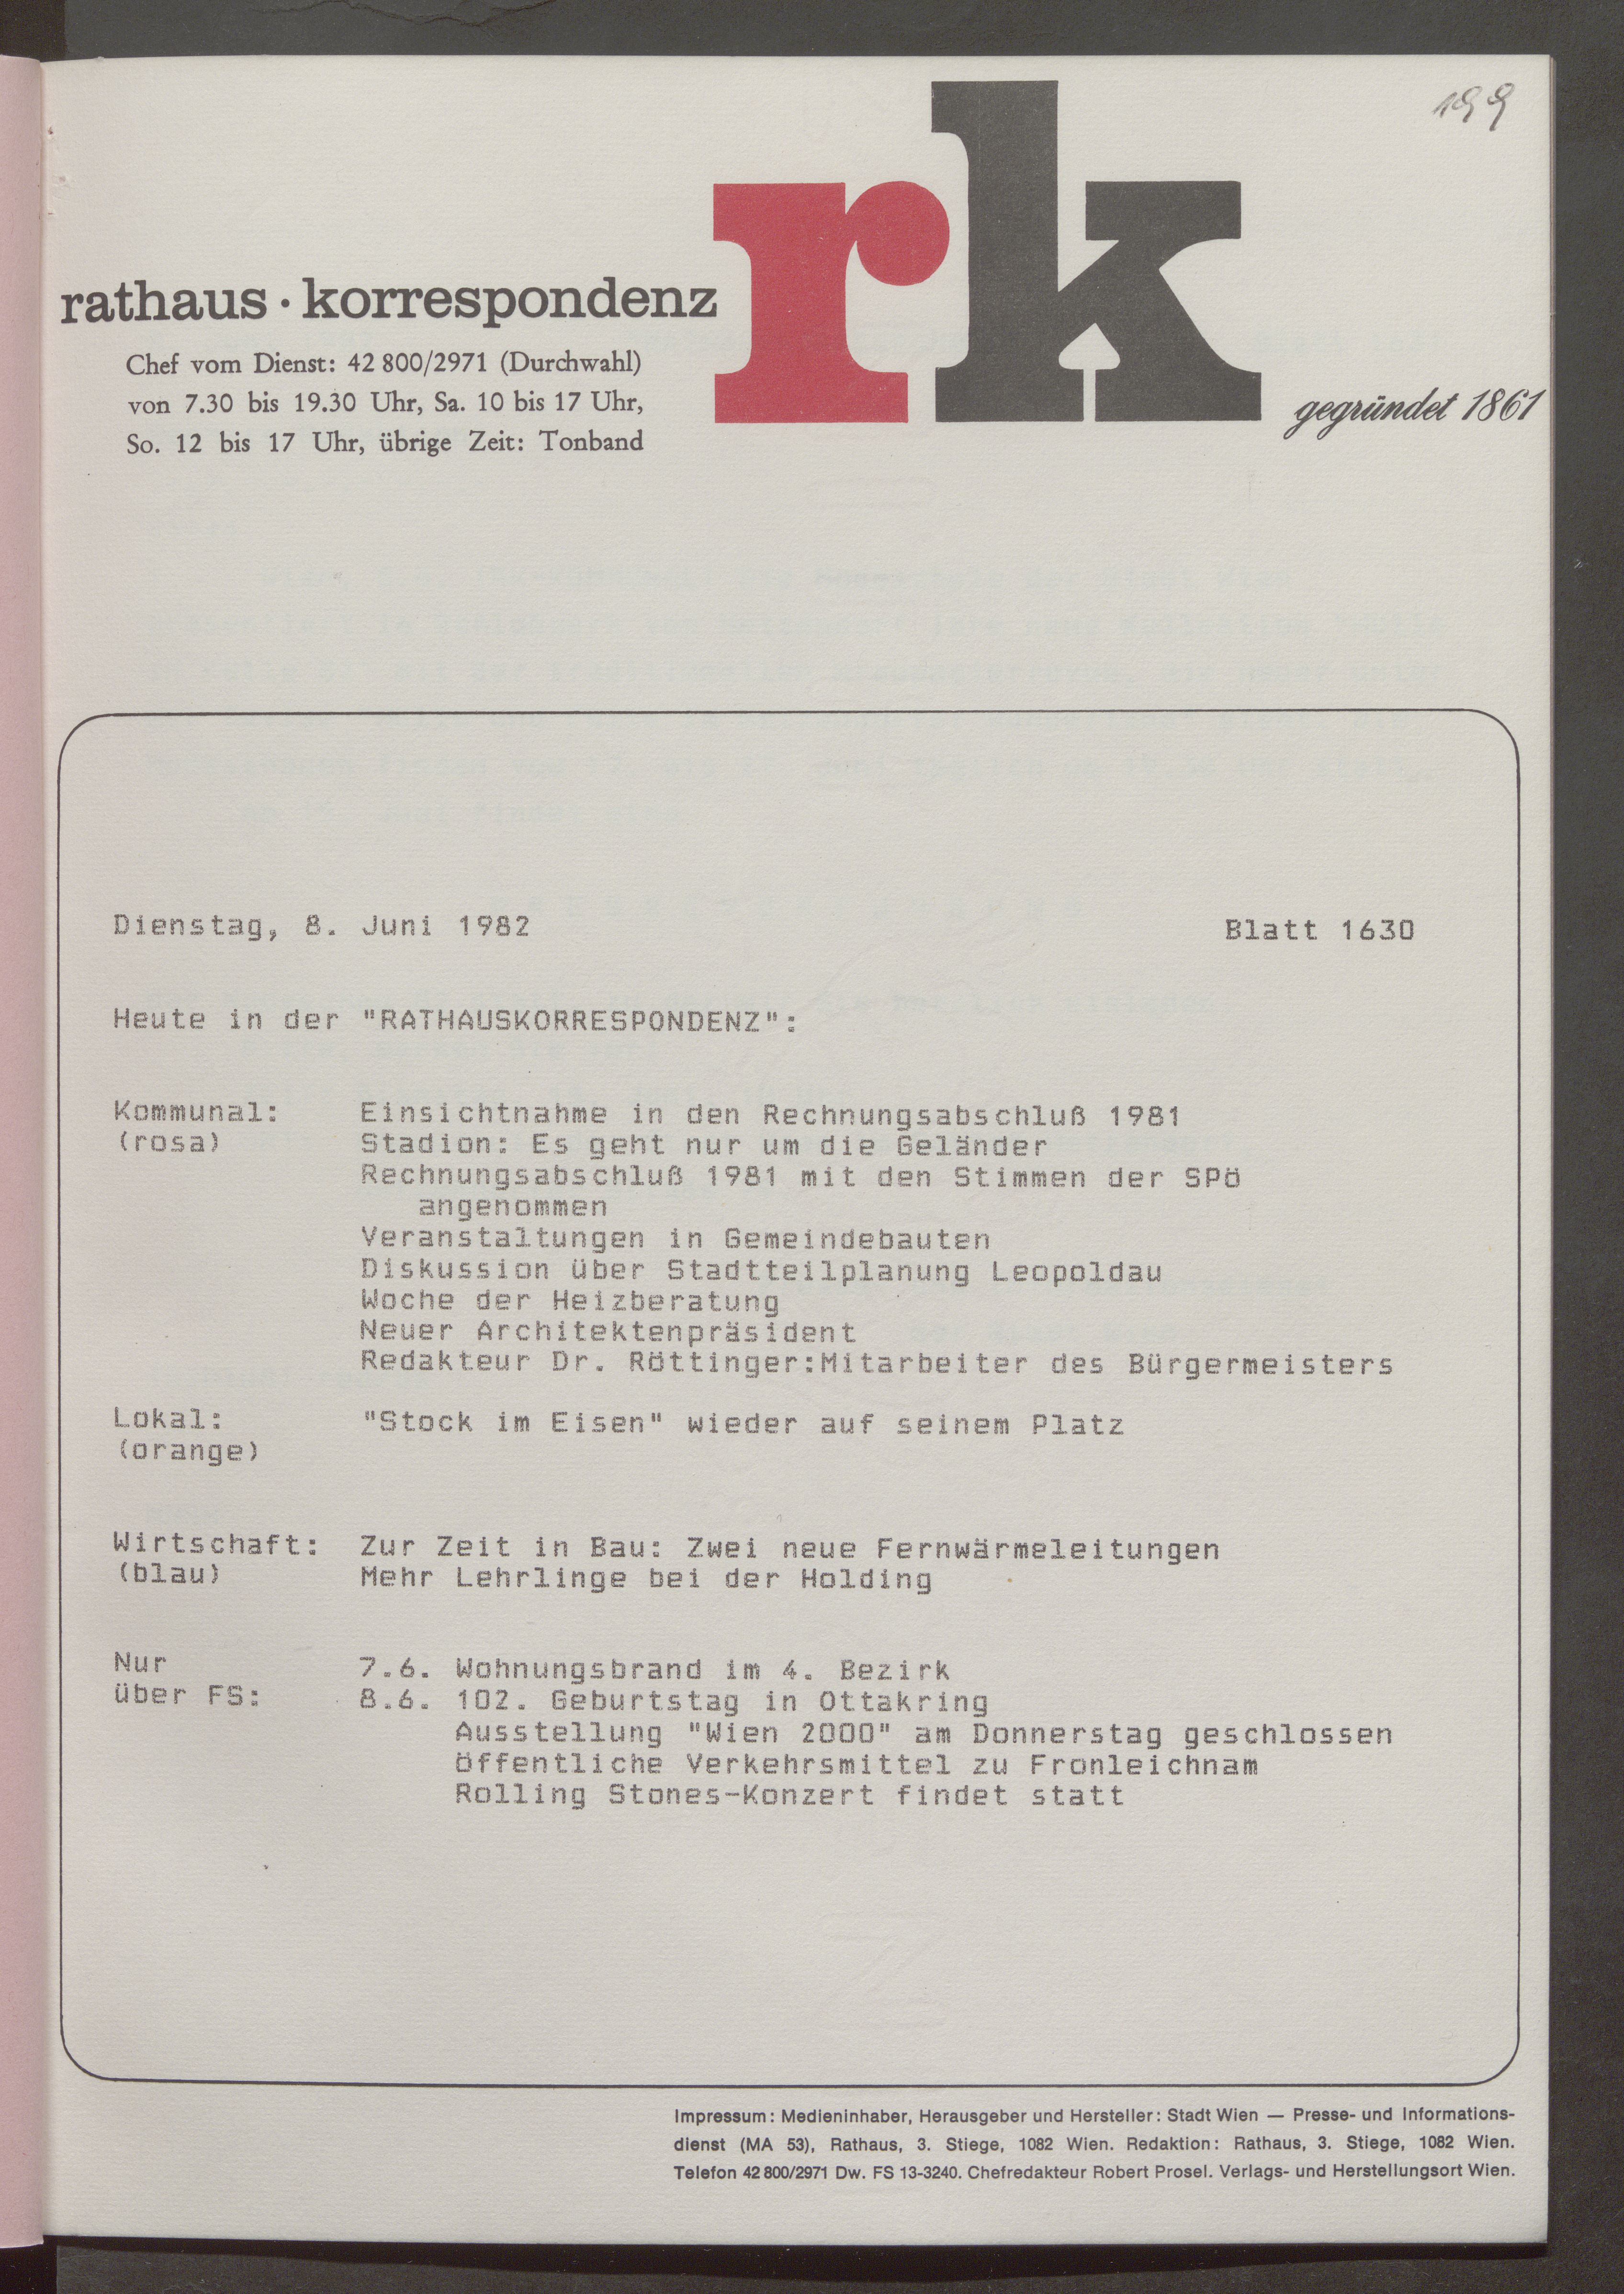 199
rk
rathaus · korrespondenz
Chef vom Dienst: 42 800/2971 (Durchwahl)
von 7.30 bis 19.30 Uhr, Sa. 10 bis 17 Uhr,
So. 12 bis 17 Uhr, übrige Zeit: Tonband
gegründet 1861
Dienstag, 8. Juni 1982 Blatt 1630
Heute in der "RATHAUSKORRESPONDENZ":
Kommunal: Einsichtnahme in den Rechnungsabschluß 1981
(rosa) Stadion: Es geht nur um die Geländer
Rechnungsabschluß 1981 mit den Stimmen der SPö
angenommen
Veranstaltungen in Gemeindebauten
Diskussion über Stadtteilplanung Leopoldau
Woche der Heizberatung
Neuer Architektenpräsident
Redakteur Dr. Röttinger:Mitarbeiter des Bürgermeisters
Lokal: "Stock im Eisen" wieder auf seinem Platz
(orange)
Wirtschaft: Zur Zeit in Bau: Zwei neue Fernwärmeleitungen
(blau) Mehr Lehrlinge bei der Holding
Nur 7.6. Wohnungsbrand im 4. Bezirk
über FS: 8.6. 102. Geburtstag in Ottakring
Ausstellung "Wien 2000" am Donnerstag geschlossen
öffentliche Verkehrsmittel zu Fronleichnam
Rolling Stones-Konzert findet statt
Impressum: Medieninhaber, Herausgeber und Hersteller: Stadt Wien — Presse- und Informations-
dienst (MA 53), Rathaus, 3. Stiege, 1082 Wien. Redaktion: Rathaus, 3. Stiege, 1082 Wien.
Telefon 42 800/2971 Dw. FS 13-3240. Chefredakteur Robert Prosel. Verlags- und Herstellungsort Wien.